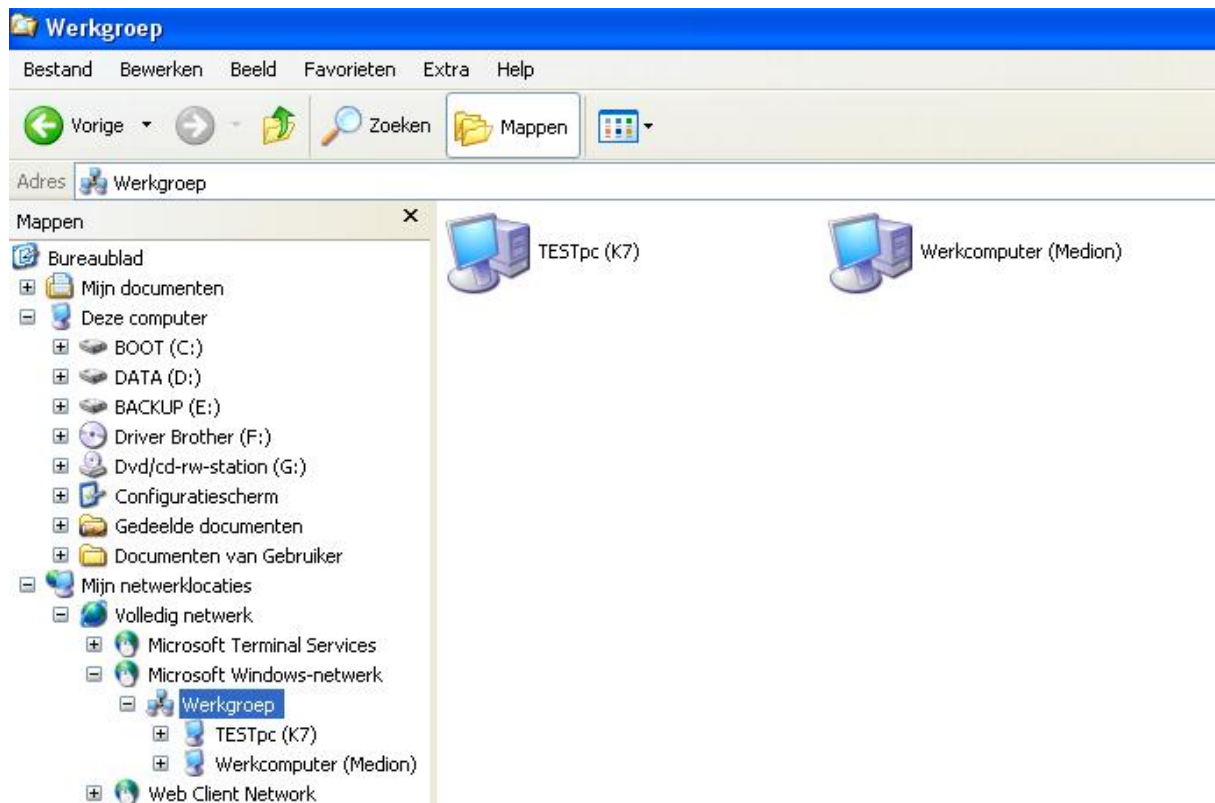 Werkgroep
Bestand Bewerken Beeld Favorieten Extra Help
Vorige Zoeken Mappen
Adres Werkgroep
Mappen
Bureaublad
Mijn documenten
Deze computer
BOOT (C:)
DATA (D:)
BACKUP (E:)
Driver Brother (F:)
Dvd/cd-rw-station (G:)
Configuratiescherm
Gedeelde documenten
Documenten van Gebruiker
Mijn netwerklocaties
Volledig netwerk
Microsoft Terminal Services
Microsoft Windows-netwerk
Werkgroep
TESTpc (K7)
Werkcomputer (Medion)
Web Client Network
TESTpc (K7) Werkcomputer (Medion)